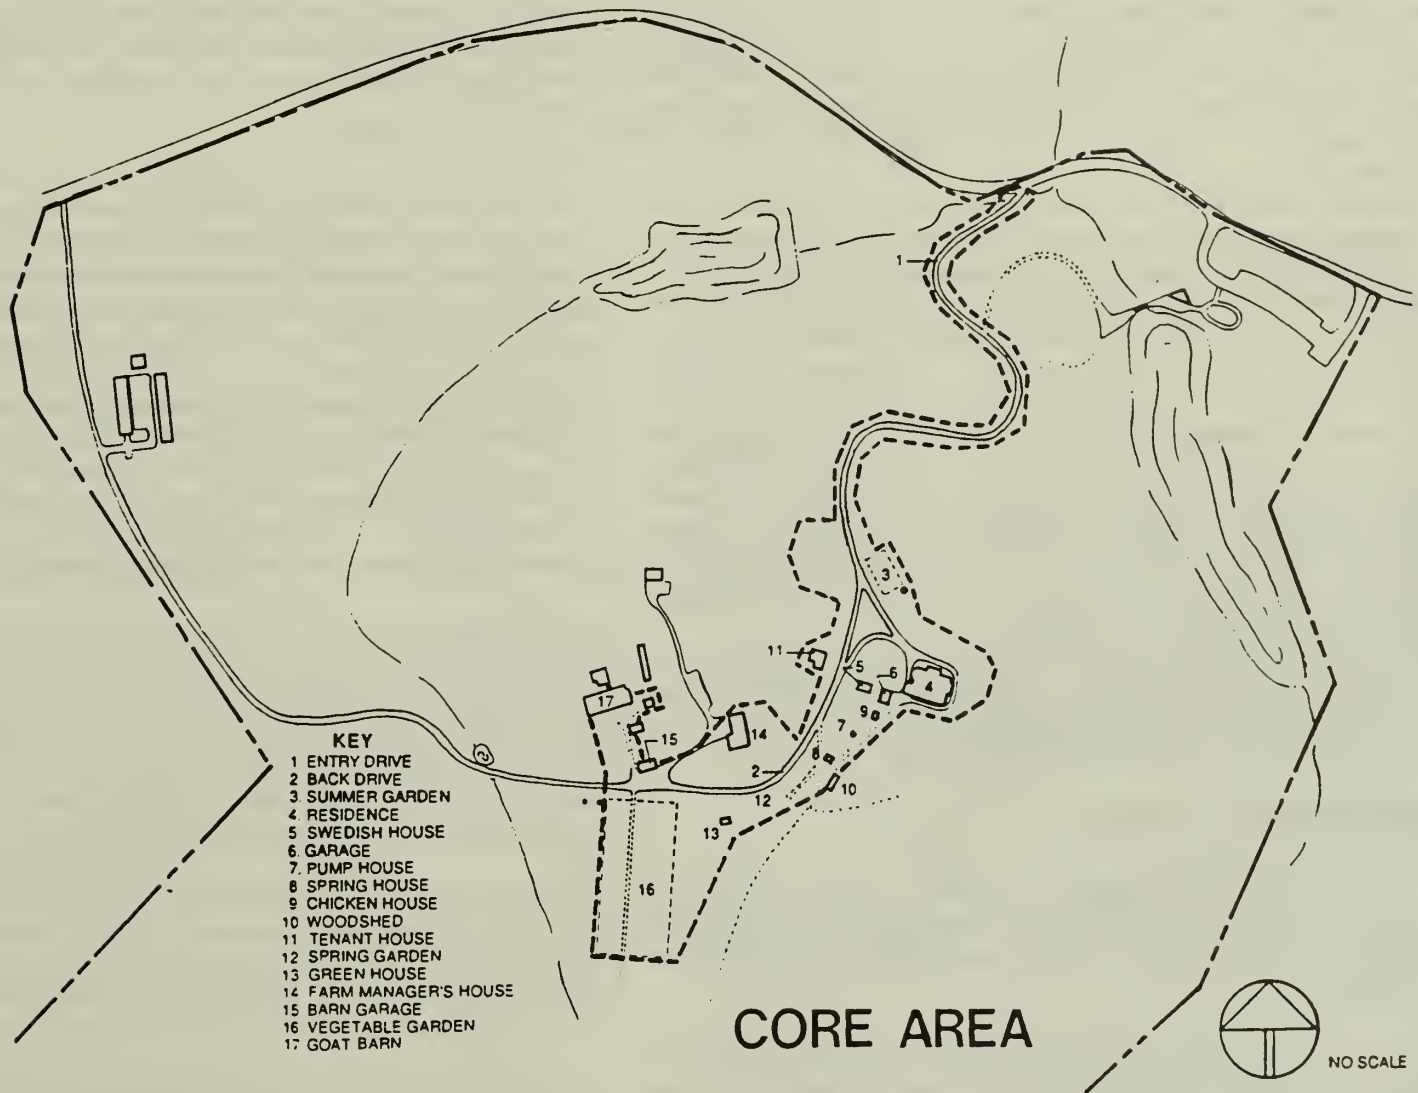 1
3
11
5
6
4
17
9
7
15
14
8
2
10
12
13
16
KEY
1 ENTRY DRIVE
2 BACK DRIVE
3. SUMMER GARDEN
4. RESIDENCE
5 SWEDISH HOUSE
6. GARAGE
7. PUMP HOUSE
8 SPRING HOUSE
9 CHICKEN HOUSE
10 WOODSHED
11 TENANT HOUSE
12 SPRING GARDEN
13 GREEN HOUSE
14 FARM MANAGER'S HOUSE
15 BARN GARAGE
16 VEGETABLE GARDEN
17 GOAT BARN
CORE AREA
NO SCALE